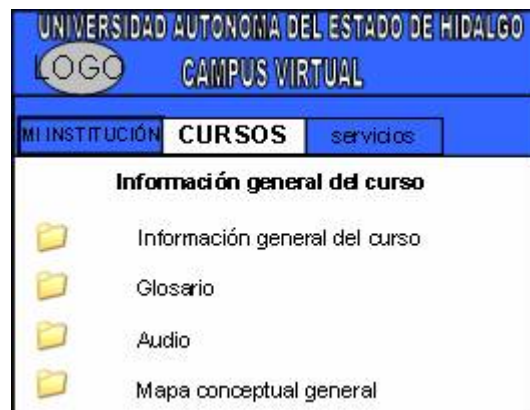 UNIVERSIDAD AUTONOMA DEL ESTADO DE HIDALGO
LOGO
CAMPUS VIRTUAL
MI INSTITUCIÓN CURSOS servicios
Información general del curso
Información general del curso
Glosario
Audio
Mapa conceptual general